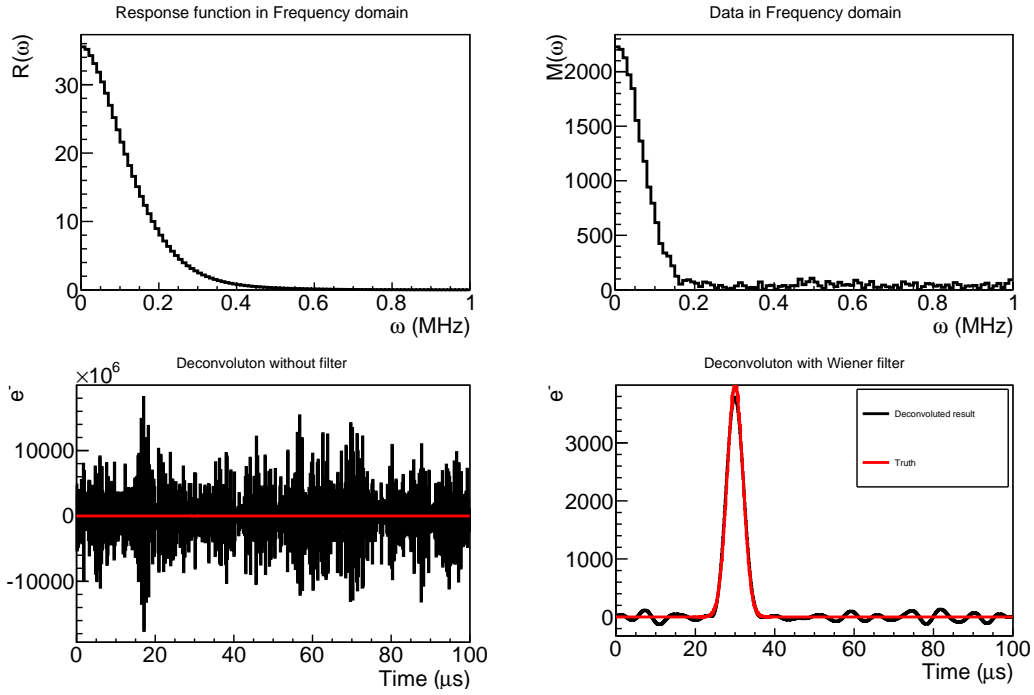 Response function in Frequency domain
R(ω)
30
20
10
0
0 0.2 0.4 0.6 0.8 1
ω (MHz)
Data in Frequency domain
M(ω)
2000
1500
1000
500
0
0 0.2 0.4 0.6 0.8 1
ω (MHz)
Deconvoluton without filter
×10⁶
e⁻
10000
0
-10000
0 20 40 60 80 100
Time (μs)
Deconvoluton with Wiener filter
e⁻
3000
2000
1000
0
0 20 40 60 80 100
Time (μs)
Deconvoluted result
Truth